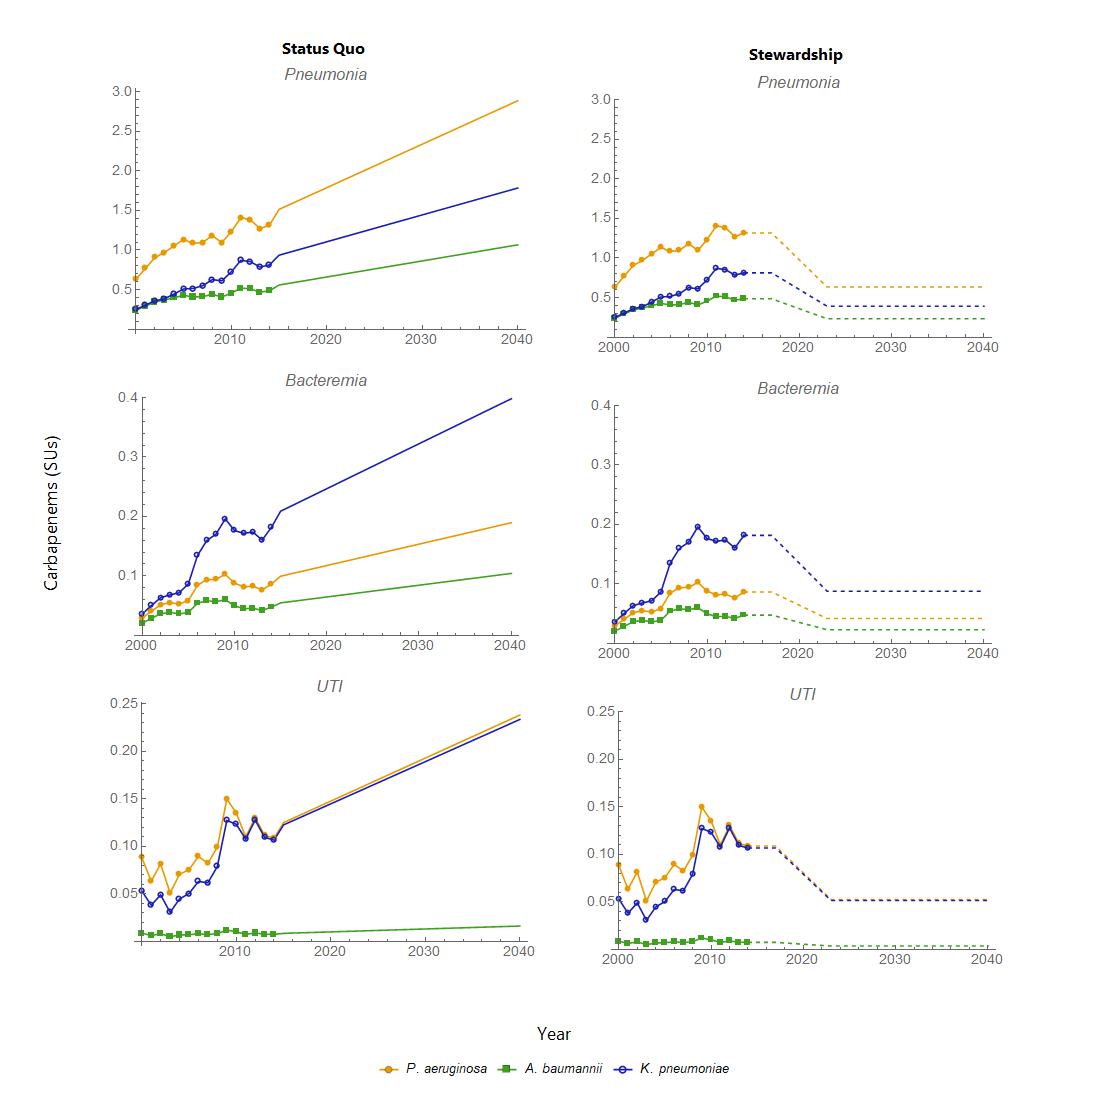 Status Quo
Stewardship
Pneumonia
Pneumonia
3.0
2.5
2.0
1.5
1.0
0.5
2010 2020 2030 2040
3.0
2.5
2.0
1.5
1.0
0.5
2000 2010 2020 2030 2040
Carbapenems (SUs)
Bacteremia
Bacteremia
0.4
0.3
0.2
0.1
2000 2010 2020 2030 2040
0.4
0.3
0.2
0.1
2000 2010 2020 2030 2040
UTI
UTI
0.25
0.20
0.15
0.10
0.05
2010 2020 2030 2040
0.25
0.20
0.15
0.10
0.05
2000 2010 2020 2030 2040
Year
P. aeruginosa A. baumannii K. pneumoniae